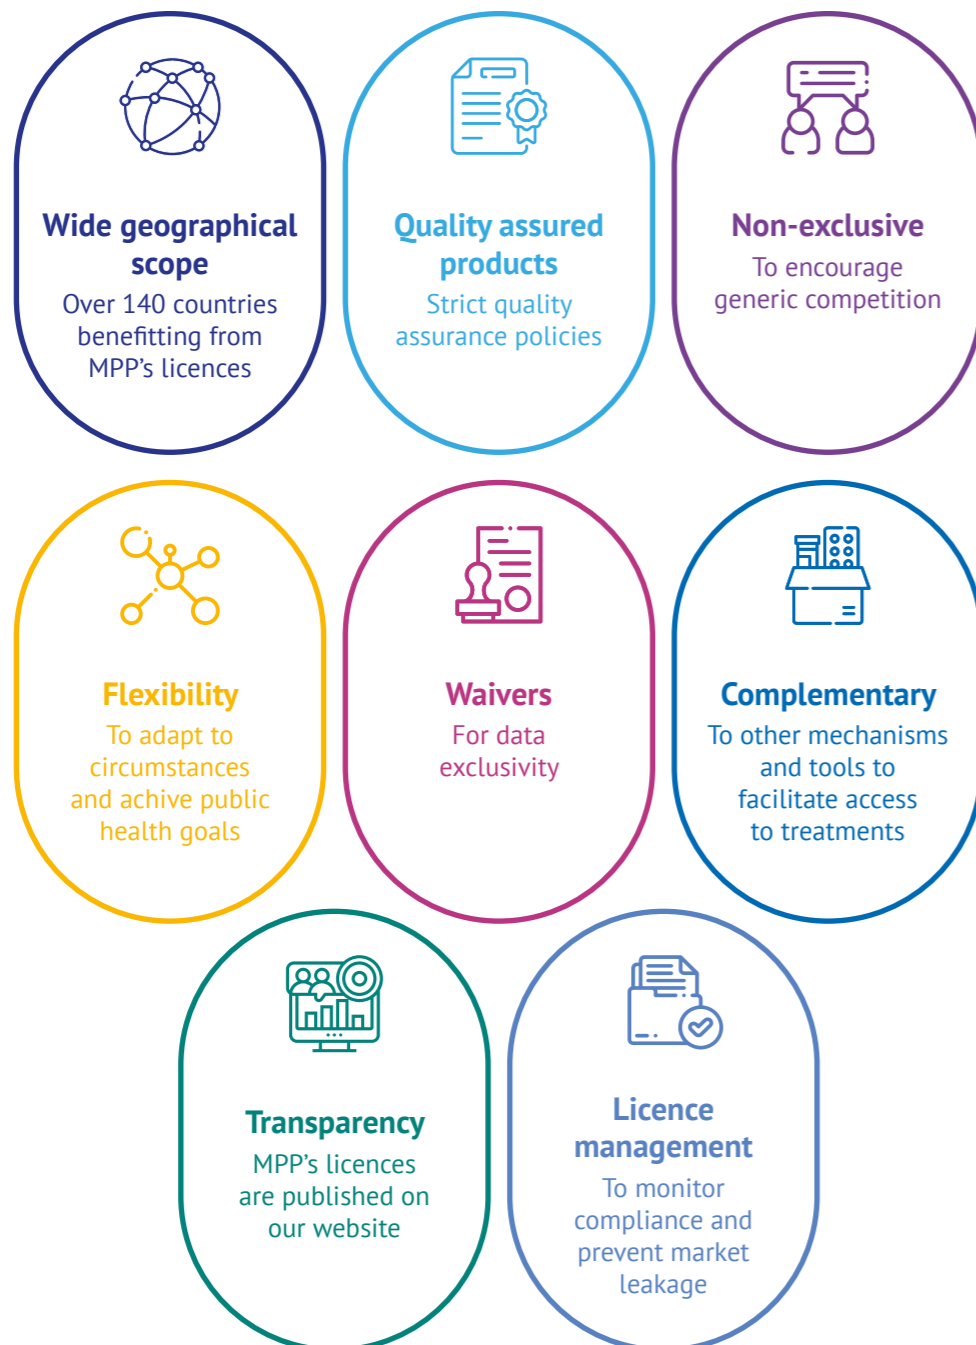 Wide geographical
scope
Over 140 countries
benefitting from
MPP's licences
Quality assured
products
Strict quality
assurance policies
Non-exclusive
To encourage
generic competition
Flexibility
To adapt to
circumstances
and achive public
health goals
Waivers
For data
exclusivity
Complementary
To other mechanisms
and tools to
facilitate access
to treatments
Transparency
MPP's licences
are published on
our website
Licence
management
To monitor
compliance and
prevent market
leakage